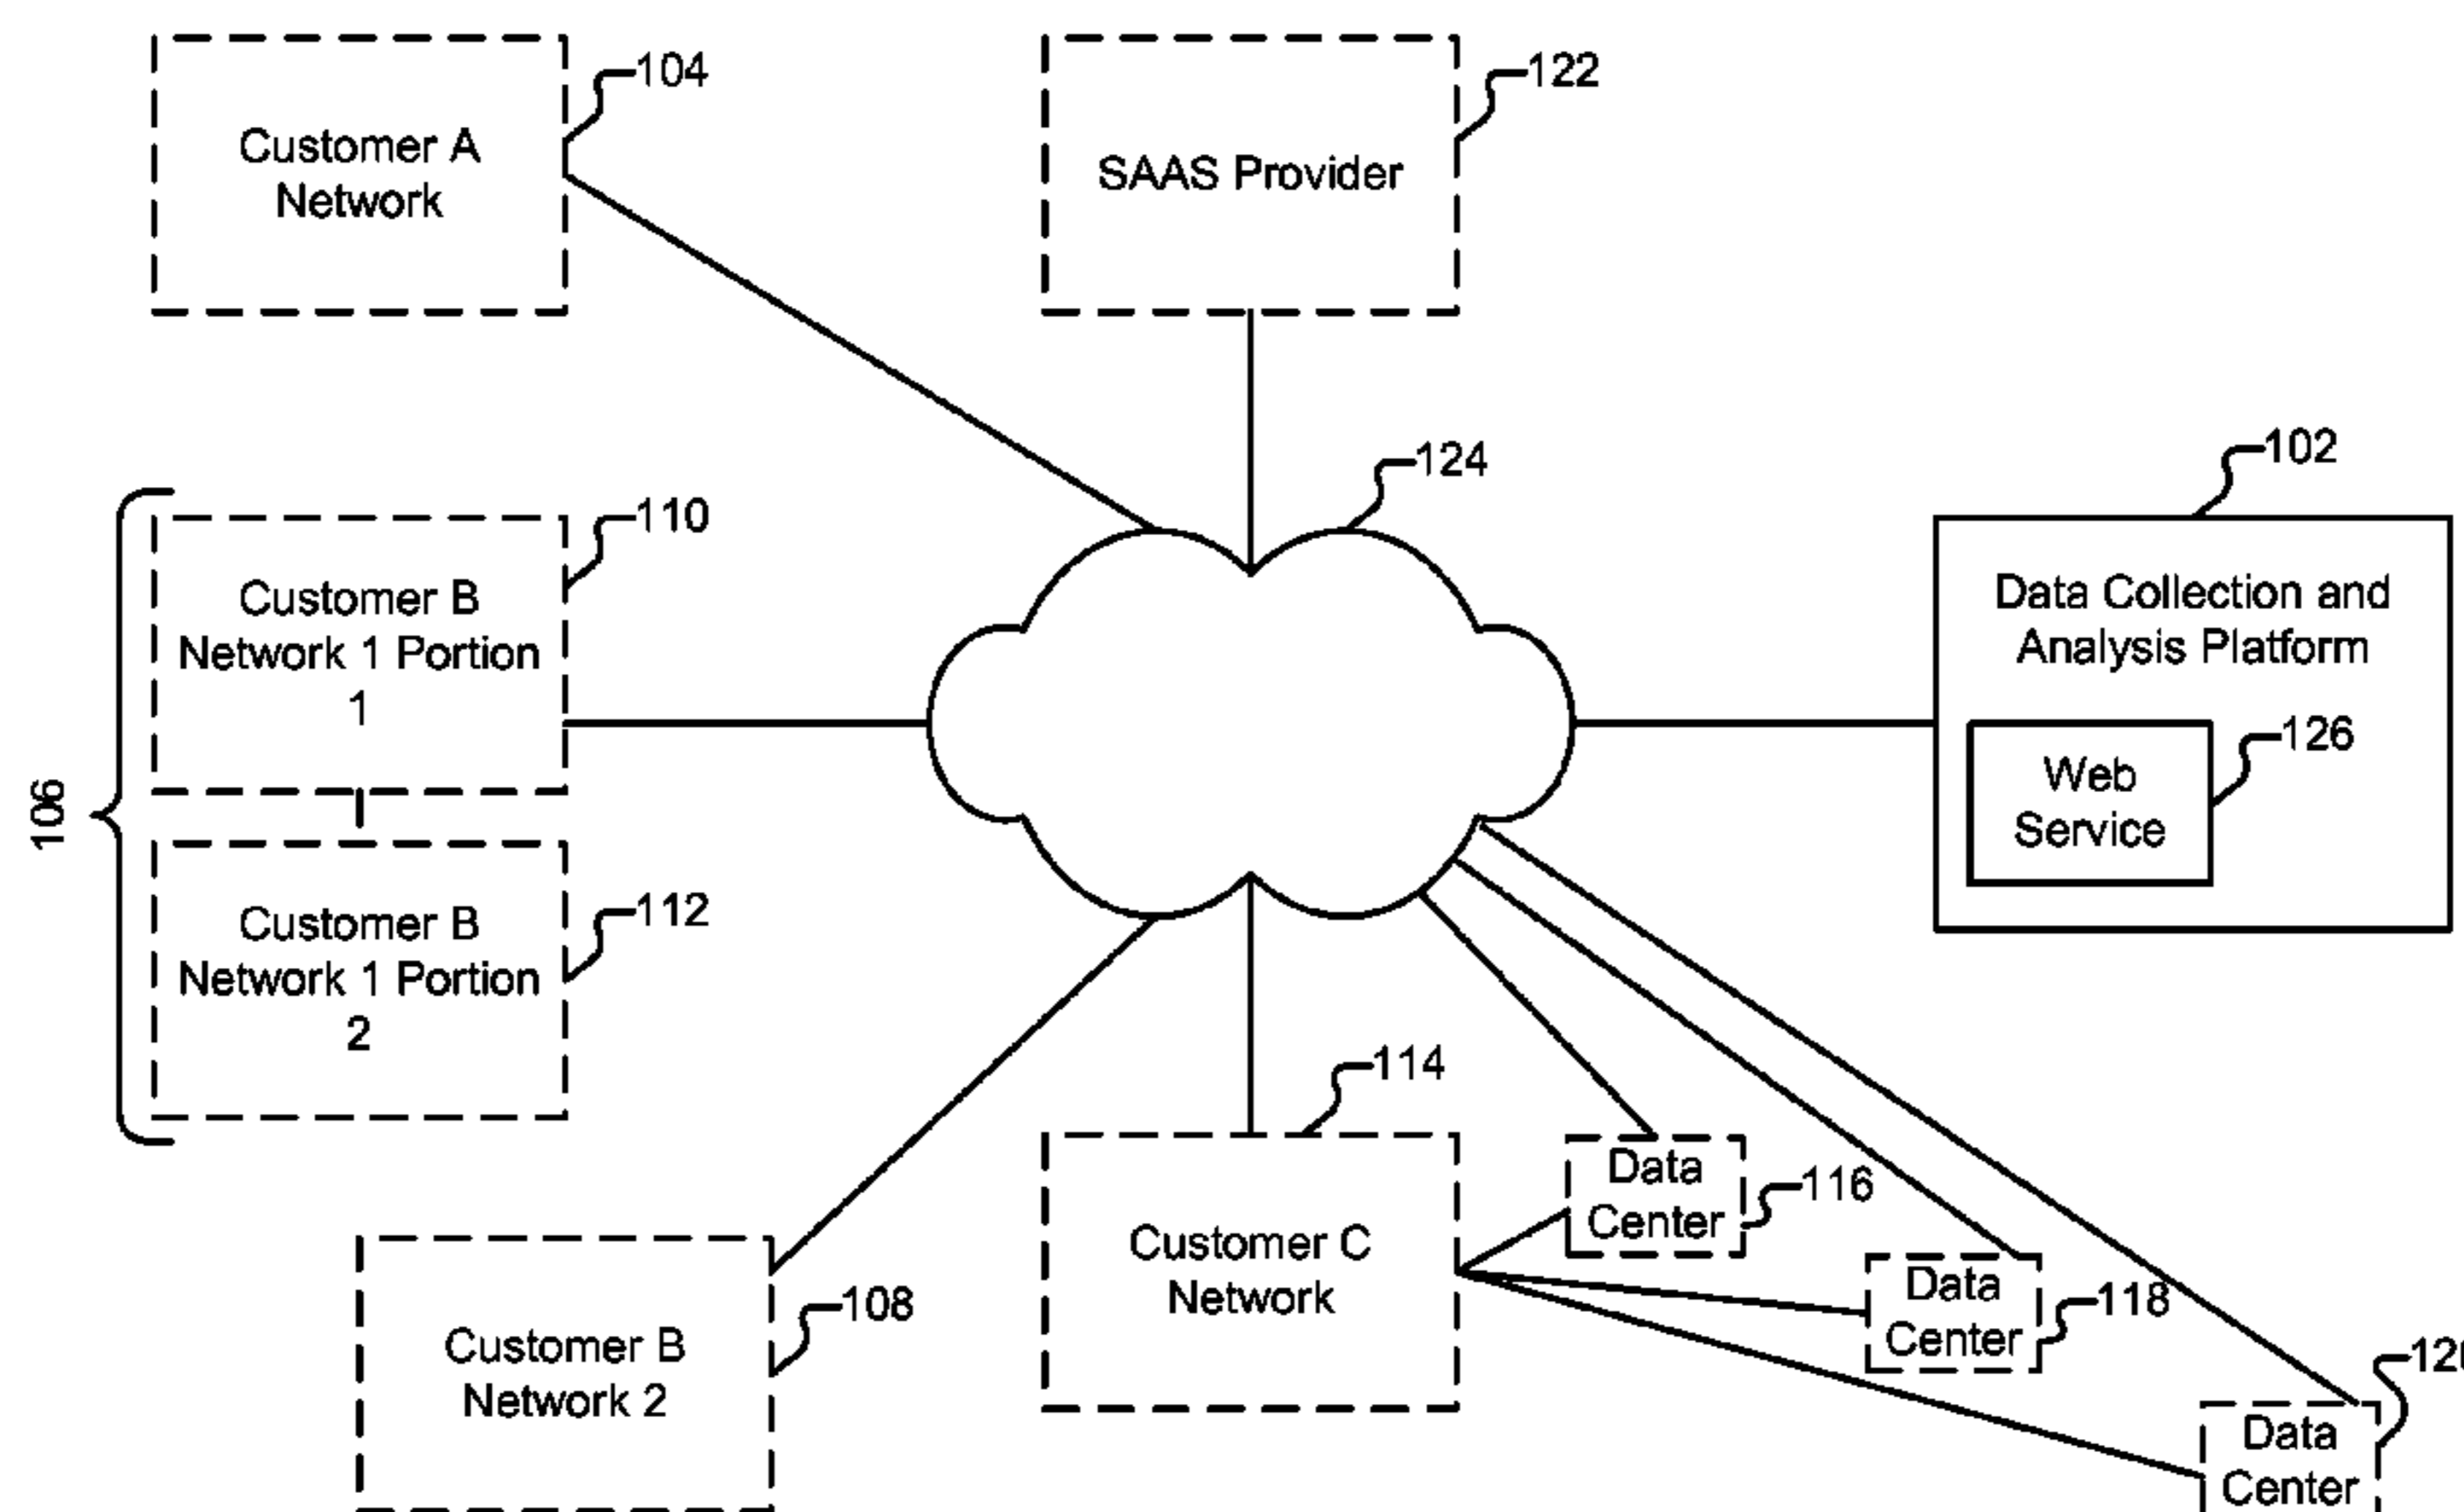 104
Customer A
Network
122
SAAS Provider
124
102
Data Collection and
Analysis Platform
126
Web
Service
106
110
Customer B
Network 1 Portion
1
112
Customer B
Network 1 Portion
2
108
Customer B
Network 2
114
Customer C
Network
Data
Center
116
Data
Center
118
120
Data
Center